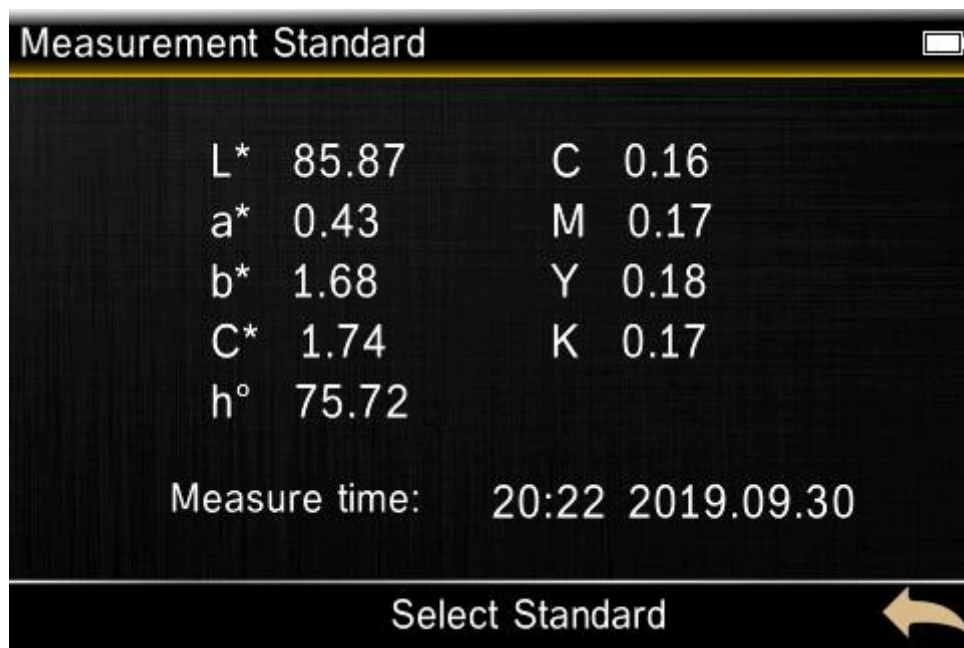 Measurement Standard
L* 85.87 C 0.16
a* 0.43 M 0.17
b* 1.68 Y 0.18
C* 1.74 K 0.17
h° 75.72
Measure time: 20:22 2019.09.30
Select Standard